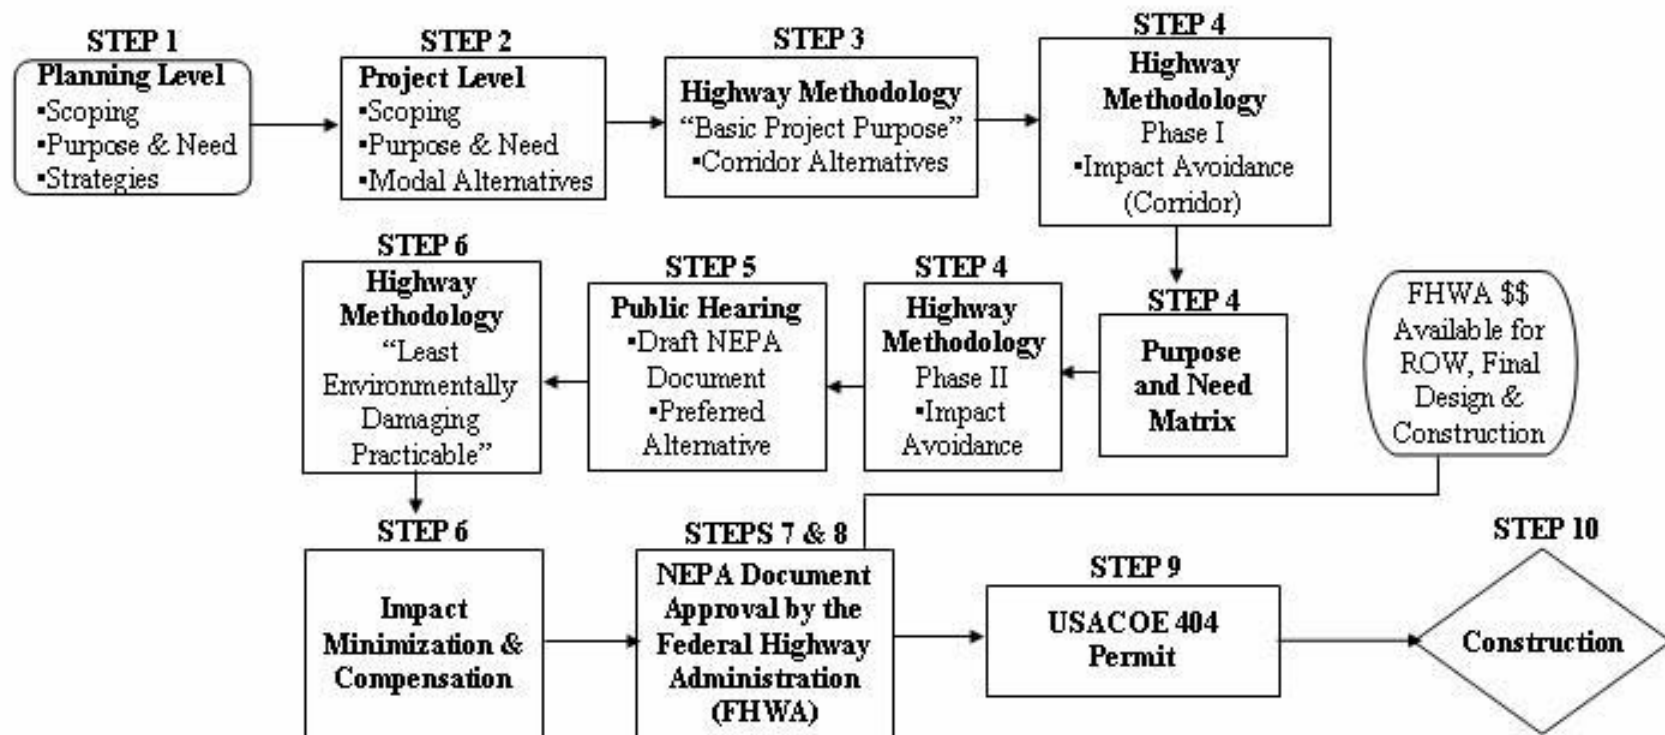 STEP 1
Planning Level
▪Scoping
▪Purpose & Need
▪Strategies
STEP 2
Project Level
▪Scoping
▪Purpose & Need
▪Modal Alternatives
STEP 3
Highway Methodology
“Basic Project Purpose”
▪Corridor Alternatives
STEP 4
Highway
Methodology
Phase I
▪Impact Avoidance
(Corridor)
STEP 4
Purpose
and Need
Matrix
STEP 4
Highway
Methodology
Phase II
▪Impact
Avoidance
STEP 5
Public Hearing
▪Draft NEPA
Document
▪Preferred
Alternative
STEP 6
Highway
Methodology
“Least
Environmentally
Damaging
Practicable”
STEP 6
Impact
Minimization &
Compensation
STEPS 7 & 8
NEPA Document
Approval by the
Federal Highway
Administration
(FHWA)
FHWA $$
Available for
ROW, Final
Design &
Construction
STEP 9
USACOE 404
Permit
STEP 10
Construction